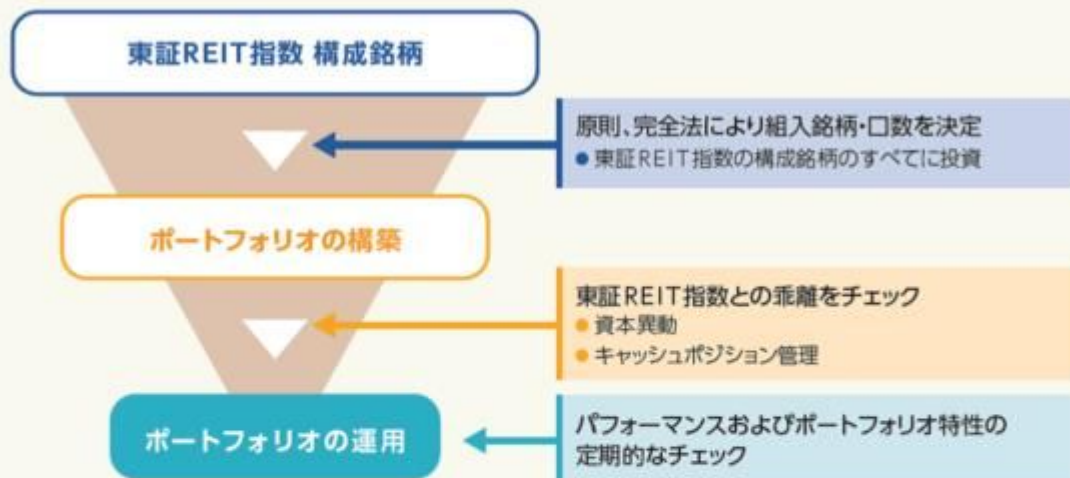 東証REIT指数 構成銘柄
原則、完全法により組入銘柄・口数を決定
● 東証REIT指数の構成銘柄のすべてに投資
ポートフォリオの構築
東証REIT指数との乖離をチェック
● 資本異動
● キャッシュポジション管理
ポートフォリオの運用
パフォーマンスおよびポートフォリオ特性の
定期的なチェック